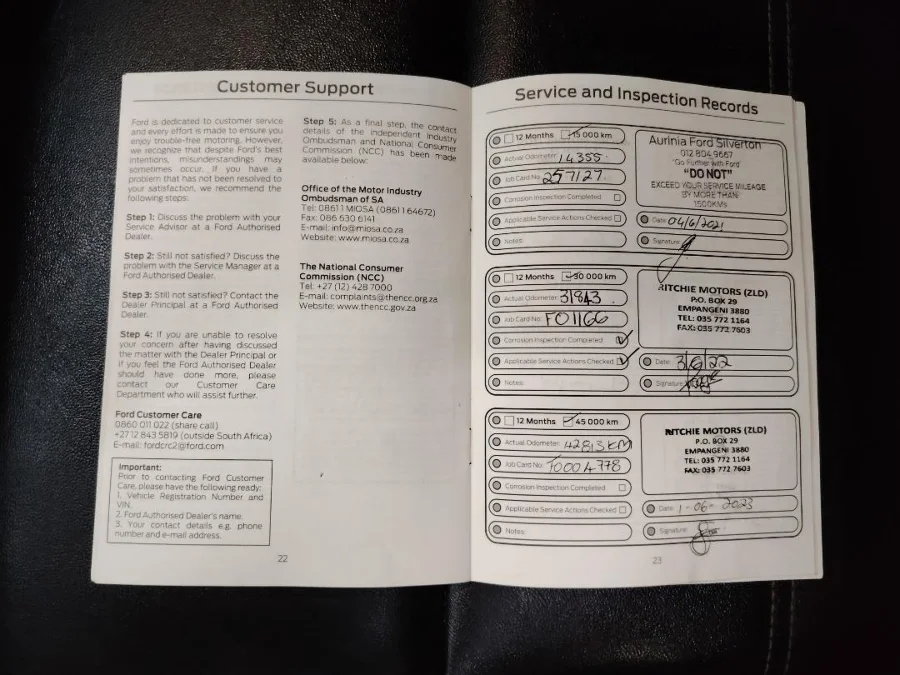 Customer Support
Ford is dedicated to customer service
and every effort is made to ensure you
enjoy trouble-free motoring. However,
we recognize that despite Ford's best
intentions, misunderstandings may
sometimes occur. If you have a
problem that has not been resolved to
your satisfaction, we recommend the
following steps:
Step 1: Discuss the problem with your
Service Advisor at a Ford Authorised
Dealer.
Step 2: Still not satisfied? Discuss the
problem with the Service Manager at a
Ford Authorised Dealer.
Step 3: Still not satisfied? Contact the
Dealer Principal at a Ford Authorised
Dealer.
Step 4: If you are unable to resolve
your concern after having discussed
the matter with the Dealer Principal or
if you feel the Ford Authorised Dealer
should have done more, please
contact our Customer Care
Department who will assist further.
Ford Customer Care
0860 011 022 (share call)
+27 12 843 5819 (outside South Africa)
E-mail: fordcrc2@ford.com
Important:
Prior to contacting Ford Customer
Care, please have the following ready:
1. Vehicle Registration Number and
VIN.
2. Ford Authorised Dealer's name.
3. Your contact details e.g. phone
number and e-mail address.
Step 5: As a final step, the contact
details of the independent Industry
Ombudsman and National Consumer
Commission (NCC) has been made
available below:
Office of the Motor Industry
Ombudsman of SA
Tel: 08611 MIOSA (08611 64672)
Fax: 086 630 6141
E-mail: info@miosa.co.za
Website: www.miosa.co.za
The National Consumer
Commission (NCC)
Tel: +27 (12) 428 7000
E-mail: complaints@thencc.org.za
Website: www.thencc.gov.za
22
Service and Inspection Records
12 Months 15 000 km
Actual Odometer: 14355
Job Card No: 257127
Corrosion Inspection Completed
Applicable Service Actions Checked
Notes:
Aurinia Ford Silverton
012 804 9667
"Go Further with Ford"
"DO NOT"
EXCEED YOUR SERVICE MILEAGE
BY MORE THAN
1500KMs
Date: 04/6/2021
Signature:
12 Months 30 000 km
Actual Odometer: 31943
Job Card No: F01166
Corrosion Inspection Completed
Applicable Service Actions Checked
Notes:
RITCHIE MOTORS (ZLD)
P.O. BOX 29
EMPANGENI 3880
TEL: 035 772 1164
FAX: 035 772 7603
Date: 3/6/22
Signature:
12 Months 45 000 km
Actual Odometer: 42813 KM
Job Card No: T0004778
Corrosion Inspection Completed
Applicable Service Actions Checked
Notes:
RITCHIE MOTORS (ZLD)
P.O. BOX 29
EMPANGENI 3880
TEL: 035 772 1164
FAX: 035 772 7603
Date: 1-06-2023
Signature:
23